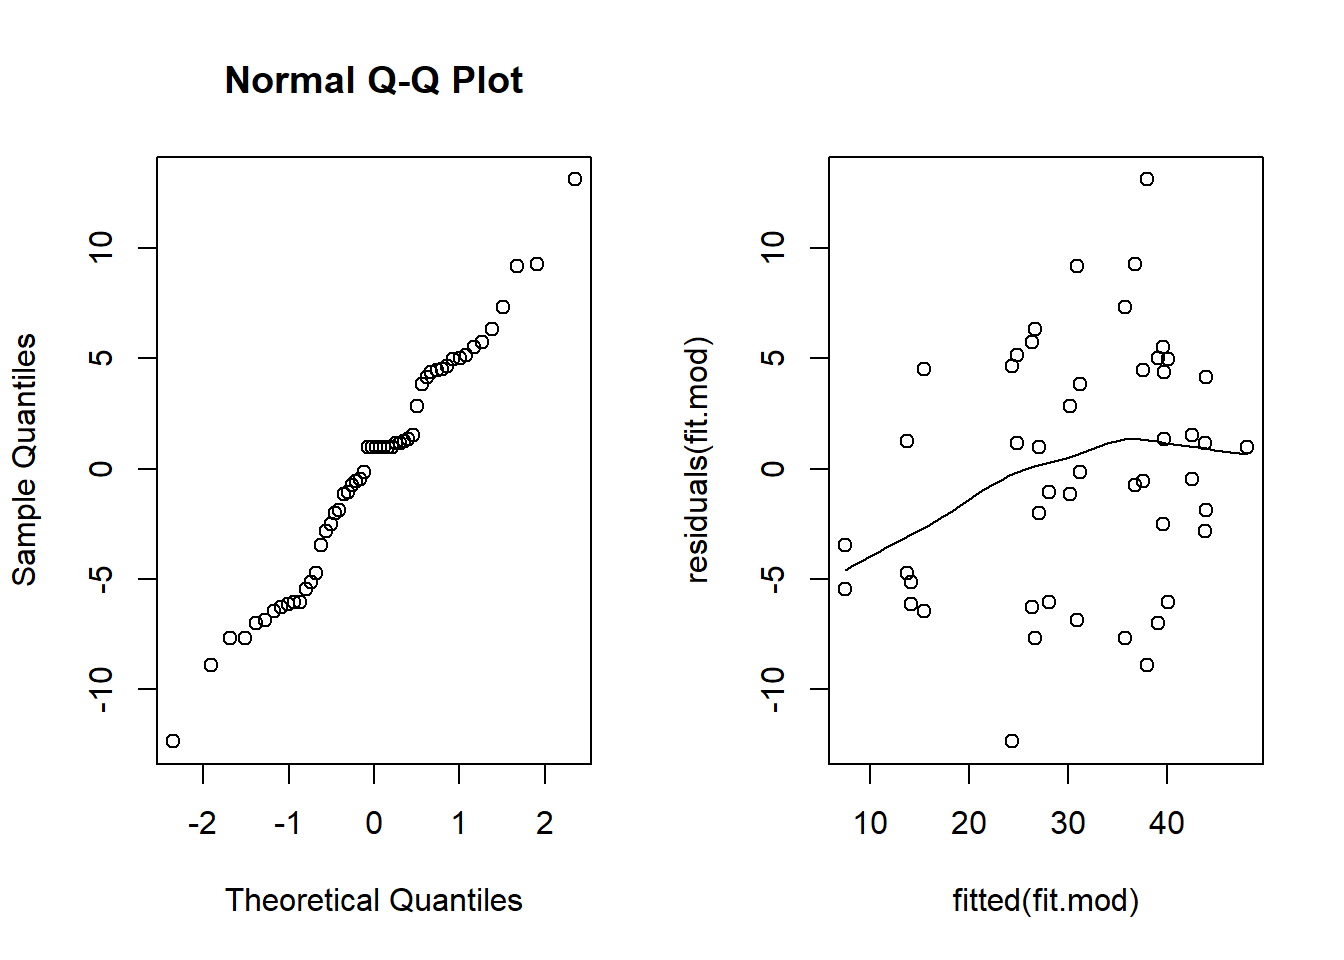 Normal Q-Q Plot
Sample Quantiles
10
5
0
-5
-10
-2 -1 0 1 2
Theoretical Quantiles
residuals(fit.mod)
10
5
0
-5
-10
10 20 30 40
fitted(fit.mod)